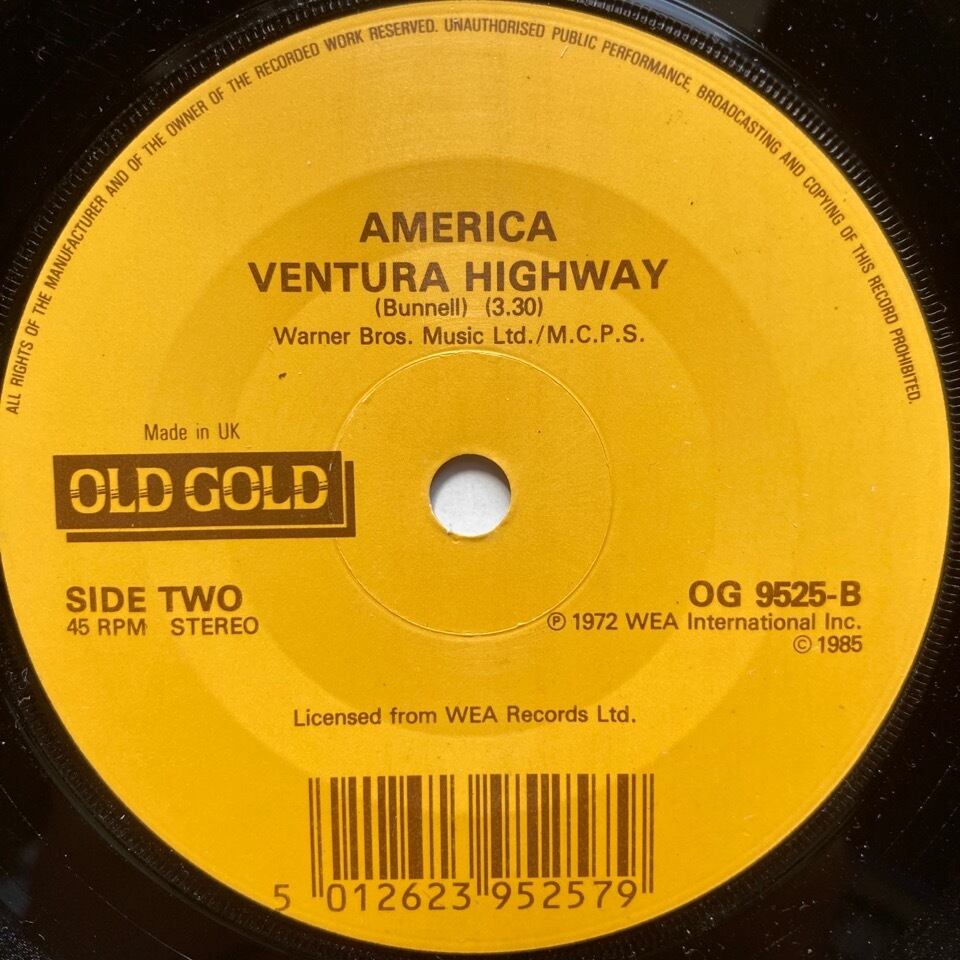 ALL RIGHTS OF THE MANUFACTURER AND OF THE OWNER OF THE RECORDED WORK RESERVED. UNAUTHORISED PUBLIC PERFORMANCE, BROADCASTING AND COPYING OF THIS RECORD PROHIBITED.
AMERICA
VENTURA HIGHWAY
(Bunnell) (3.30)
Warner Bros. Music Ltd./M.C.P.S.
Made in UK
OLD GOLD
SIDE TWO
45 RPM STEREO
OG 9525-B
℗ 1972 WEA International Inc.
© 1985
Licensed from WEA Records Ltd.
5 012623 952579